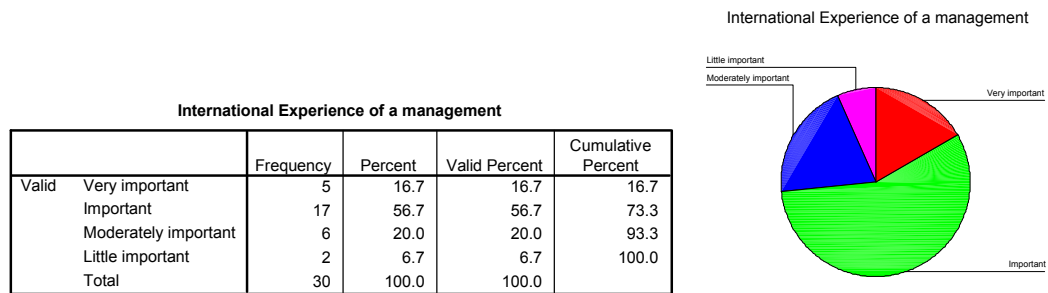 International Experience of a management
Frequency Percent Valid Percent Cumulative Percent
Valid Very important 5 16.7 16.7 16.7
Important 17 56.7 56.7 73.3
Moderately important 6 20.0 20.0 93.3
Little important 2 6.7 6.7 100.0
Total 30 100.0 100.0
International Experience of a management
Little important
Moderately important
Very important
Important